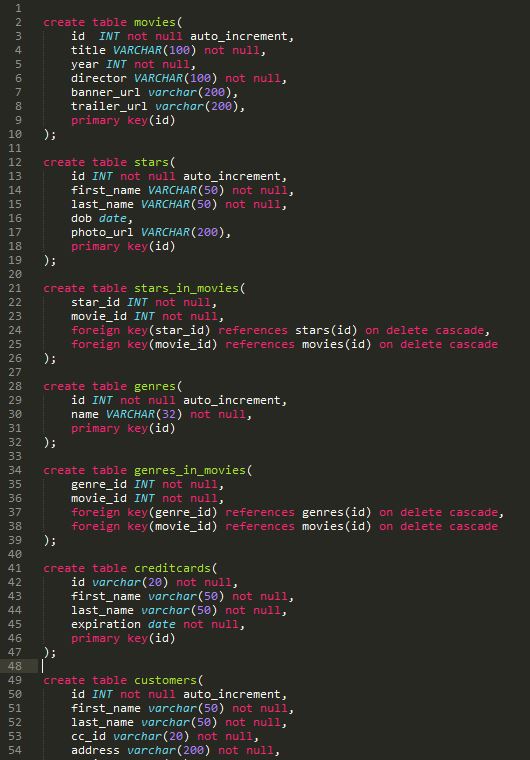 1
2 create table movies(
3     id  INT not null auto_increment,
4     title VARCHAR(100) not null,
5     year INT not null,
6     director VARCHAR(100) not null,
7     banner_url varchar(200),
8     trailer_url varchar(200),
9     primary key(id)
10 );
11
12 create table stars(
13     id INT not null auto_increment,
14     first_name VARCHAR(50) not null,
15     last_name VARCHAR(50) not null,
16     dob date,
17     photo_url VARCHAR(200),
18     primary key(id)
19 );
20
21 create table stars_in_movies(
22     star_id INT not null,
23     movie_id INT not null,
24     foreign key(star_id) references stars(id) on delete cascade,
25     foreign key(movie_id) references movies(id) on delete cascade
26 );
27
28 create table genres(
29     id INT not null auto_increment,
30     name VARCHAR(32) not null,
31     primary key(id)
32 );
33
34 create table genres_in_movies(
35     genre_id INT not null,
36     movie_id INT not null,
37     foreign key(genre_id) references genres(id) on delete cascade,
38     foreign key(movie_id) references movies(id) on delete cascade
39 );
40
41 create table creditcards(
42     id varchar(20) not null,
43     first_name varchar(50) not null,
44     last_name varchar(50) not null,
45     expiration date not null,
46     primary key(id)
47 );
48
49 create table customers(
50     id INT not null auto_increment,
51     first_name varchar(50) not null,
52     last_name varchar(50) not null,
53     cc_id varchar(20) not null,
54     address varchar(200) not null,